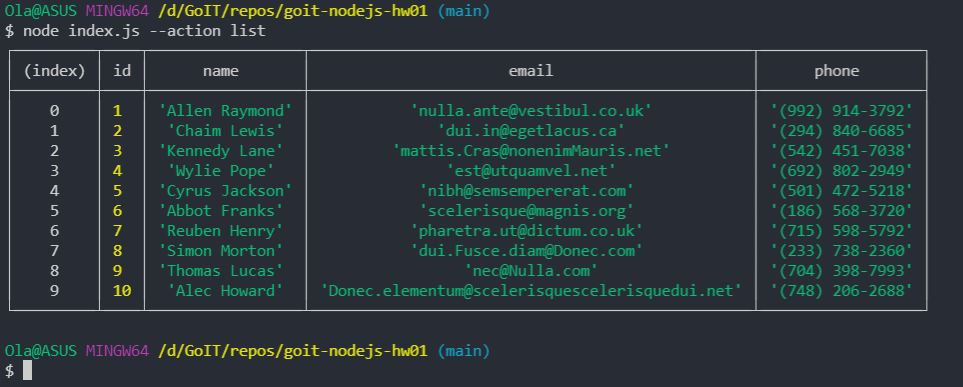 Ola@ASUS MINGW64 /d/GoIT/repos/goit-nodejs-hw01 (main)
$ node index.js --action list
(index) id name email phone
0 1 'Allen Raymond' 'nulla.ante@vestibul.co.uk' '(992) 914-3792'
1 2 'Chaim Lewis' 'dui.in@egetlacus.ca' '(294) 840-6685'
2 3 'Kennedy Lane' 'mattis.Cras@nonenimMauris.net' '(542) 451-7038'
3 4 'Wylie Pope' 'est@utquamvel.net' '(692) 802-2949'
4 5 'Cyrus Jackson' 'nibh@semsempererat.com' '(501) 472-5218'
5 6 'Abbot Franks' 'scelerisque@magnis.org' '(186) 568-3720'
6 7 'Reuben Henry' 'pharetra.ut@dictum.co.uk' '(715) 598-5792'
7 8 'Simon Morton' 'dui.Fusce.diam@Donec.com' '(233) 738-2360'
8 9 'Thomas Lucas' 'nec@Nulla.com' '(704) 398-7993'
9 10 'Alec Howard' 'Donec.elementum@scelerisquescelerisquedui.net' '(748) 206-2688'
Ola@ASUS MINGW64 /d/GoIT/repos/goit-nodejs-hw01 (main)
$